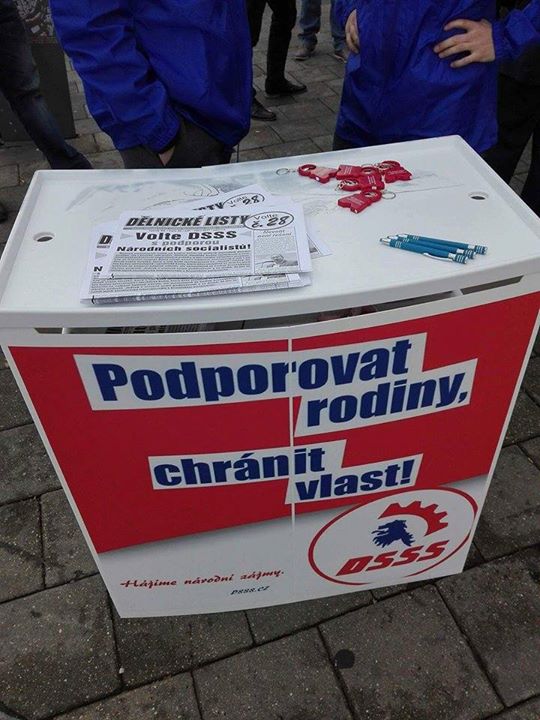 DĚLNICKÉ LISTY
Volte
č. 28
Volte DSSS
s podporou
Národních socialistů!
Podporovat
rodiny,
chránit
vlast!
DSSS
Hájíme národní zájmy.
DSSS.CZ